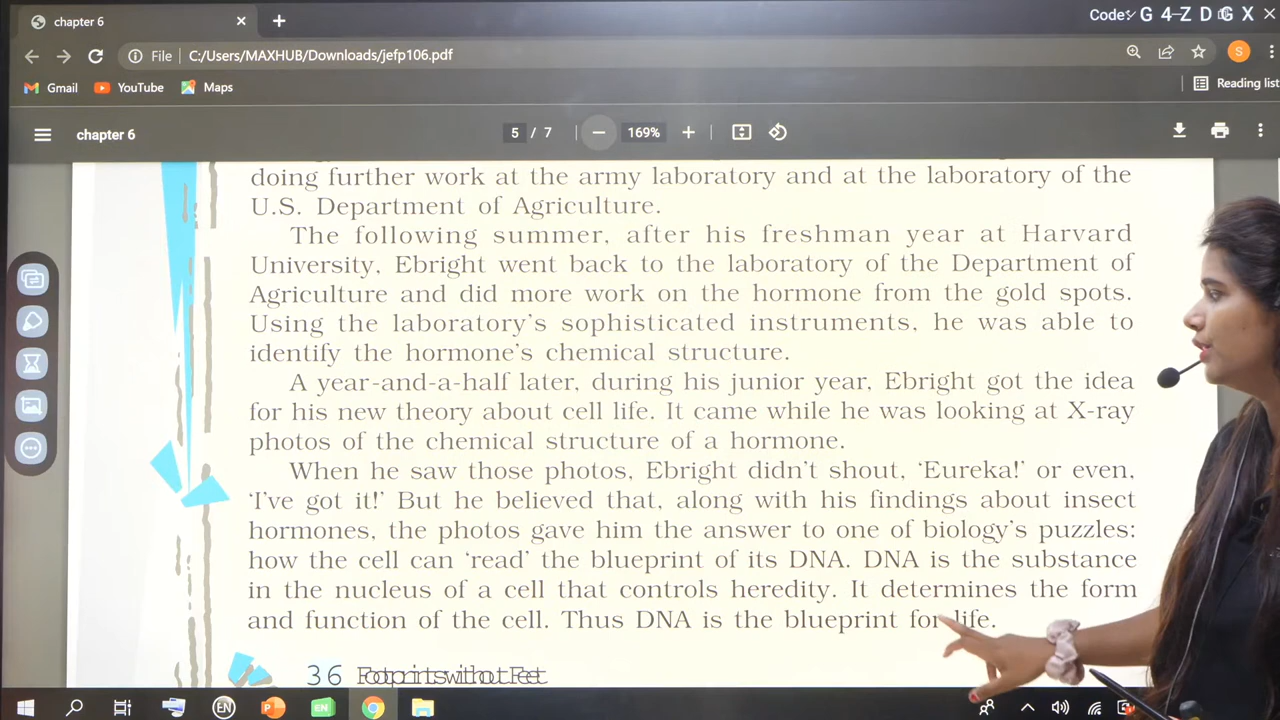 chapter 6
Code: G 4-Z D G X
File C:/Users/MAXHUB/Downloads/jefp106.pdf
Gmail YouTube Maps
Reading list
chapter 6
5 / 7
169%
doing further work at the army laboratory and at the laboratory of the
U.S. Department of Agriculture.
The following summer, after his freshman year at Harvard
University, Ebright went back to the laboratory of the Department of
Agriculture and did more work on the hormone from the gold spots.
Using the laboratory's sophisticated instruments, he was able to
identify the hormone's chemical structure.
A year-and-a-half later, during his junior year, Ebright got the idea
for his new theory about cell life. It came while he was looking at X-ray
photos of the chemical structure of a hormone.
When he saw those photos, Ebright didn't shout, 'Eureka!' or even,
'I've got it!' But he believed that, along with his findings about insect
hormones, the photos gave him the answer to one of biology's puzzles:
how the cell can 'read' the blueprint of its DNA. DNA is the substance
in the nucleus of a cell that controls heredity. It determines the form
and function of the cell. Thus DNA is the blueprint for life.
36 Footprints without Feet
S
EN
P
EN